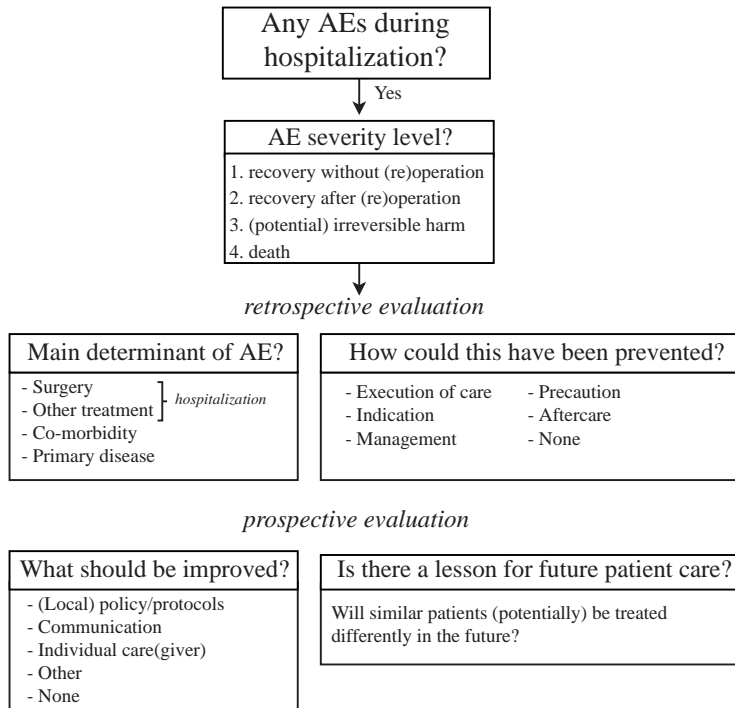 Any AEs during
hospitalization?
Yes
AE severity level?
1. recovery without (re)operation
2. recovery after (re)operation
3. (potential) irreversible harm
4. death
retrospective evaluation
Main determinant of AE?
- Surgery
- Other treatment
hospitalization
- Co-morbidity
- Primary disease
How could this have been prevented?
- Execution of care
- Indication
- Management
- Precaution
- Aftercare
- None
prospective evaluation
What should be improved?
- (Local) policy/protocols
- Communication
- Individual care(giver)
- Other
- None
Is there a lesson for future patient care?
Will similar patients (potentially) be treated
differently in the future?